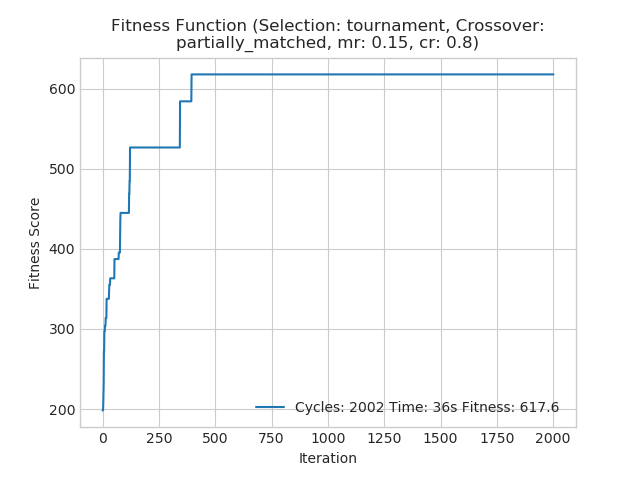 Fitness Function (Selection: tournament, Crossover:
partially_matched, mr: 0.15, cr: 0.8)
Fitness Score
600
500
400
300
200
Cycles: 2002 Time: 36s Fitness: 617.6
0 250 500 750 1000 1250 1500 1750 2000
Iteration